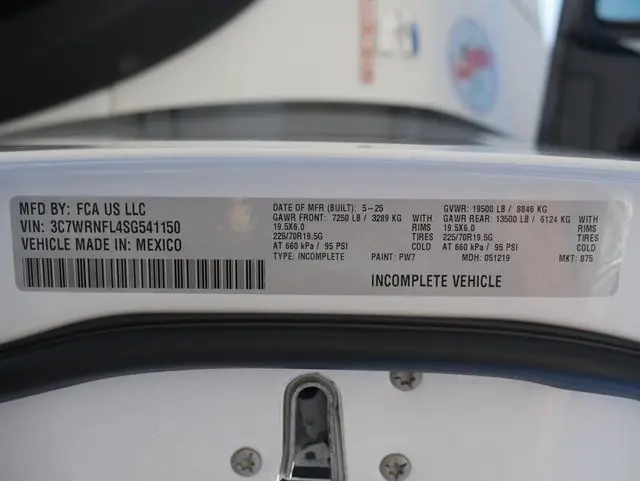 MFD BY: FCA US LLC
VIN: 3C7WRNFL4SG541150
VEHICLE MADE IN: MEXICO
DATE OF MFR (BUILT): 5-25
GAWR FRONT: 7250 LB / 3289 KG WITH
19.5X6.0 RIMS
225/70R19.5G TIRES
AT 660 kPa / 95 PSI COLD
TYPE: INCOMPLETE PAINT: PW7
GVWR: 19500 LB / 8846 KG
GAWR REAR: 13500 LB / 6124 KG WITH
19.5X6.0 RIMS
225/70R19.5G TIRES
AT 660 kPa / 95 PSI COLD
MDH: 051219 MKT: 875
INCOMPLETE VEHICLE